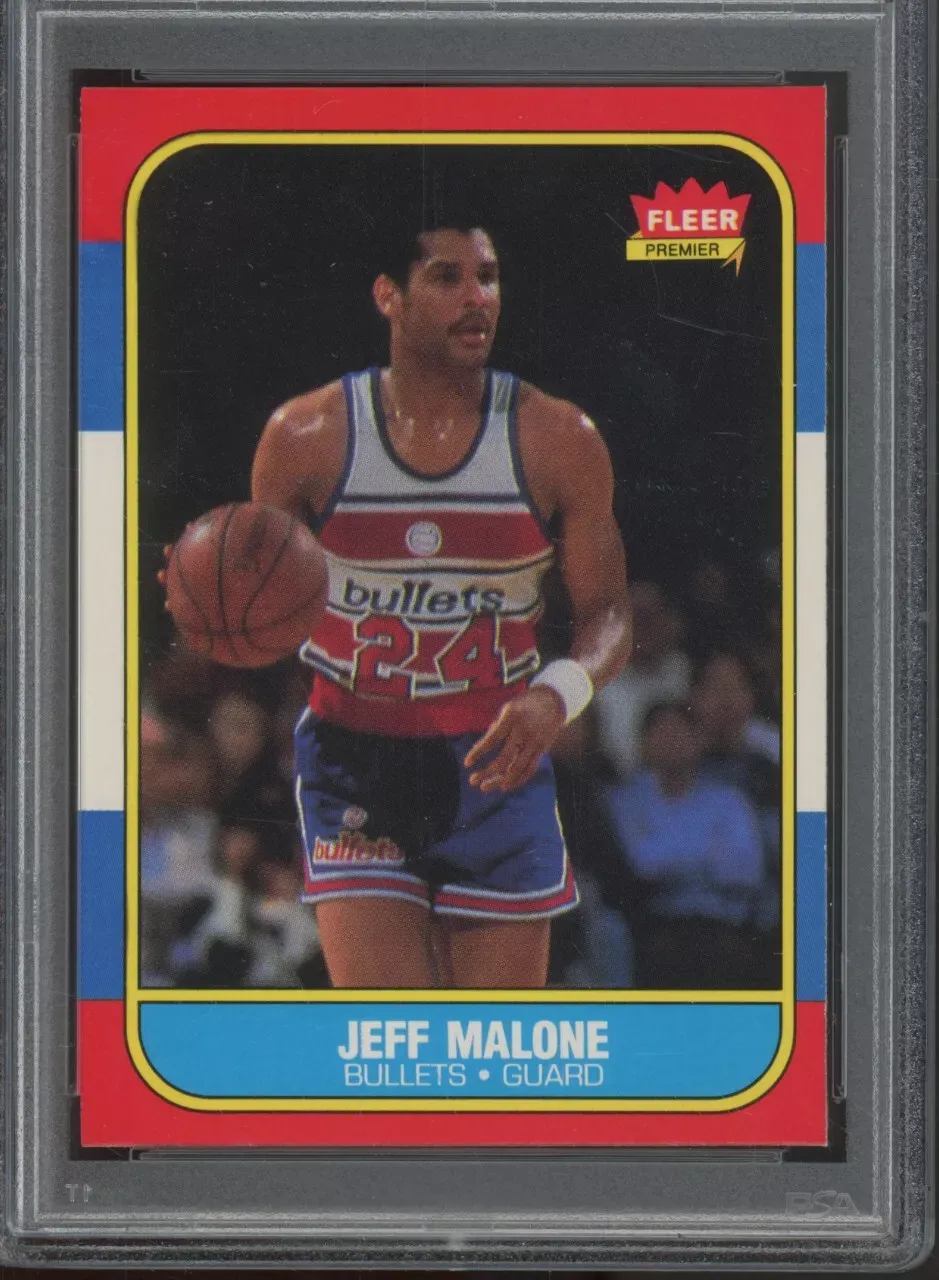 FLEER
PREMIER
bullets
24
bullets
JEFF MALONE
BULLETS • GUARD
PSA